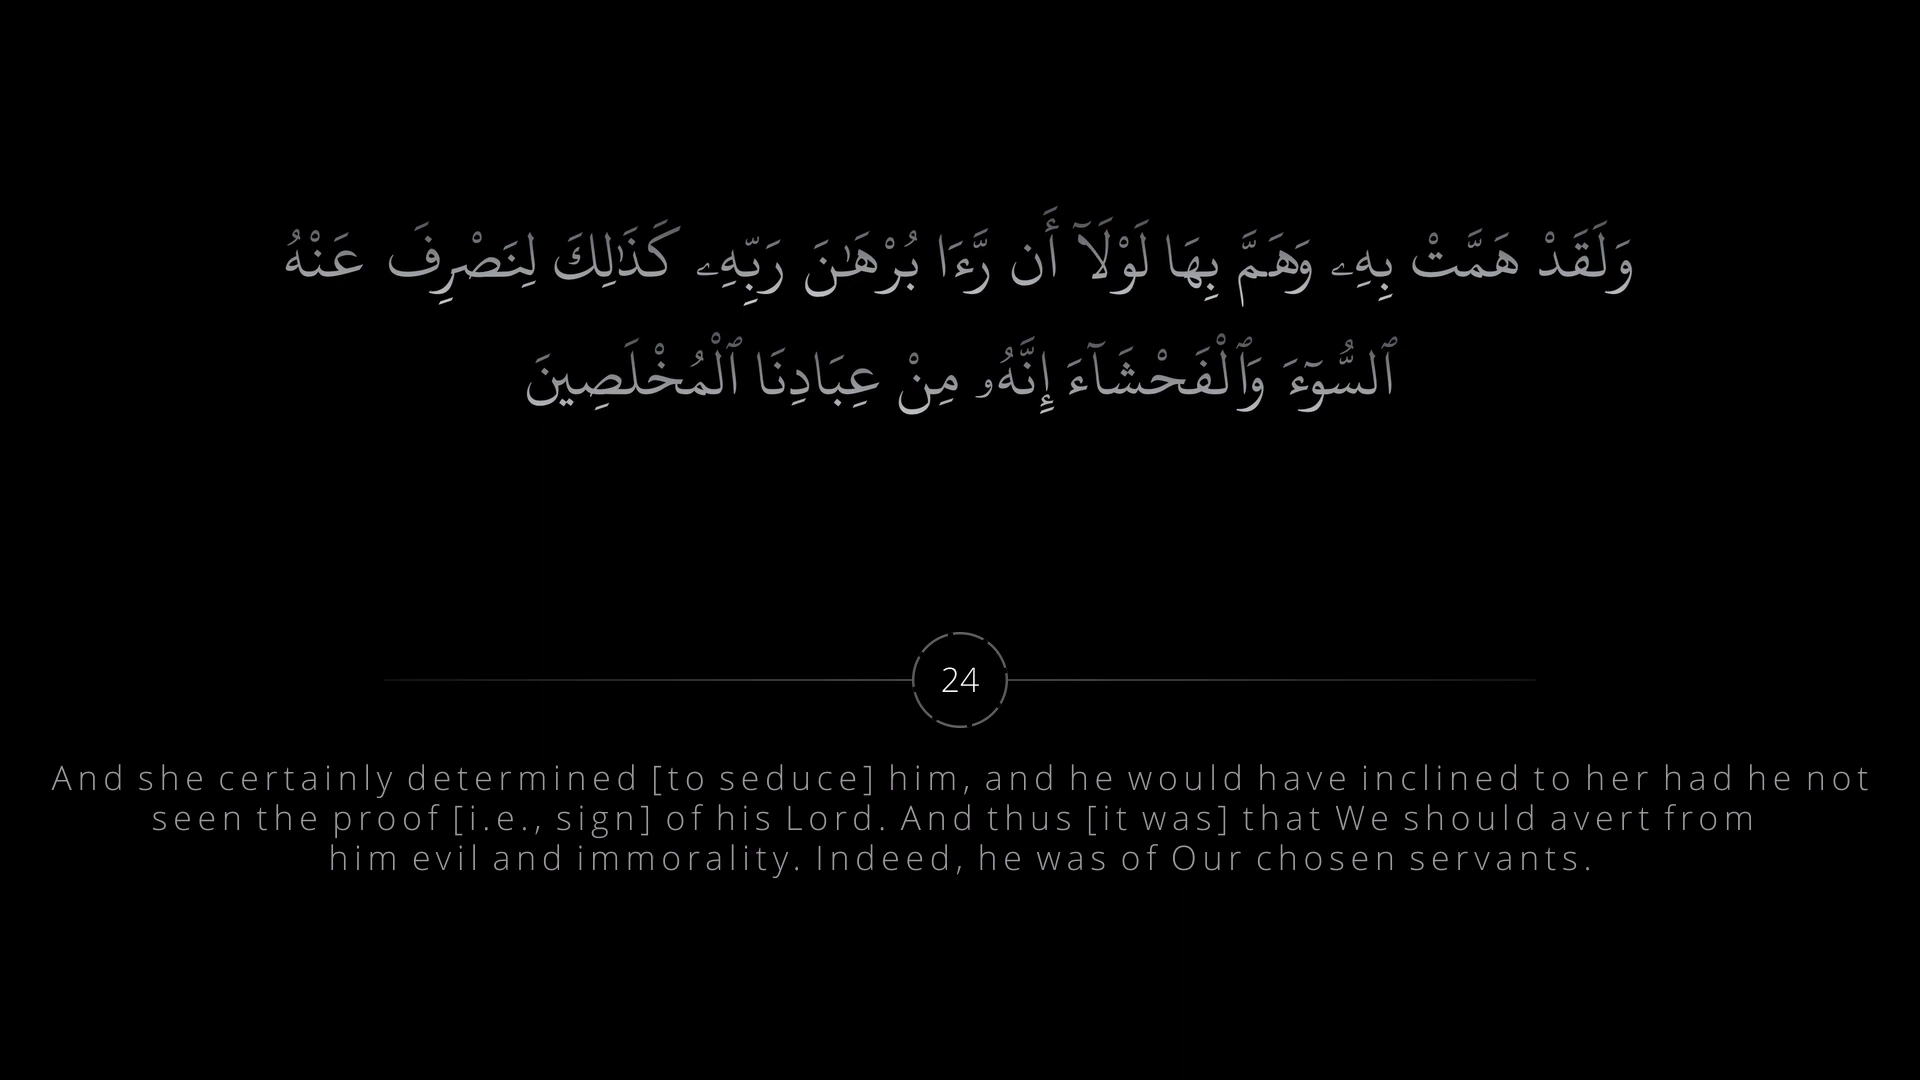 وَلَقَدْ هَمَّتْ بِهِۦ وَهَمَّ بِهَا لَوْلَآ أَن رَّءَا بُرْهَـٰنَ رَبِّهِۦ كَذَٰلِكَ لِنَصْرِفَ عَنْهُ
ٱلسُّوٓءَ وَٱلْفَحْشَآءَ إِنَّهُۥ مِنْ عِبَادِنَا ٱلْمُخْلَصِينَ
24
And she certainly determined [to seduce] him, and he would have inclined to her had he not
seen the proof [i.e., sign] of his Lord. And thus [it was] that We should avert from
him evil and immorality. Indeed, he was of Our chosen servants.